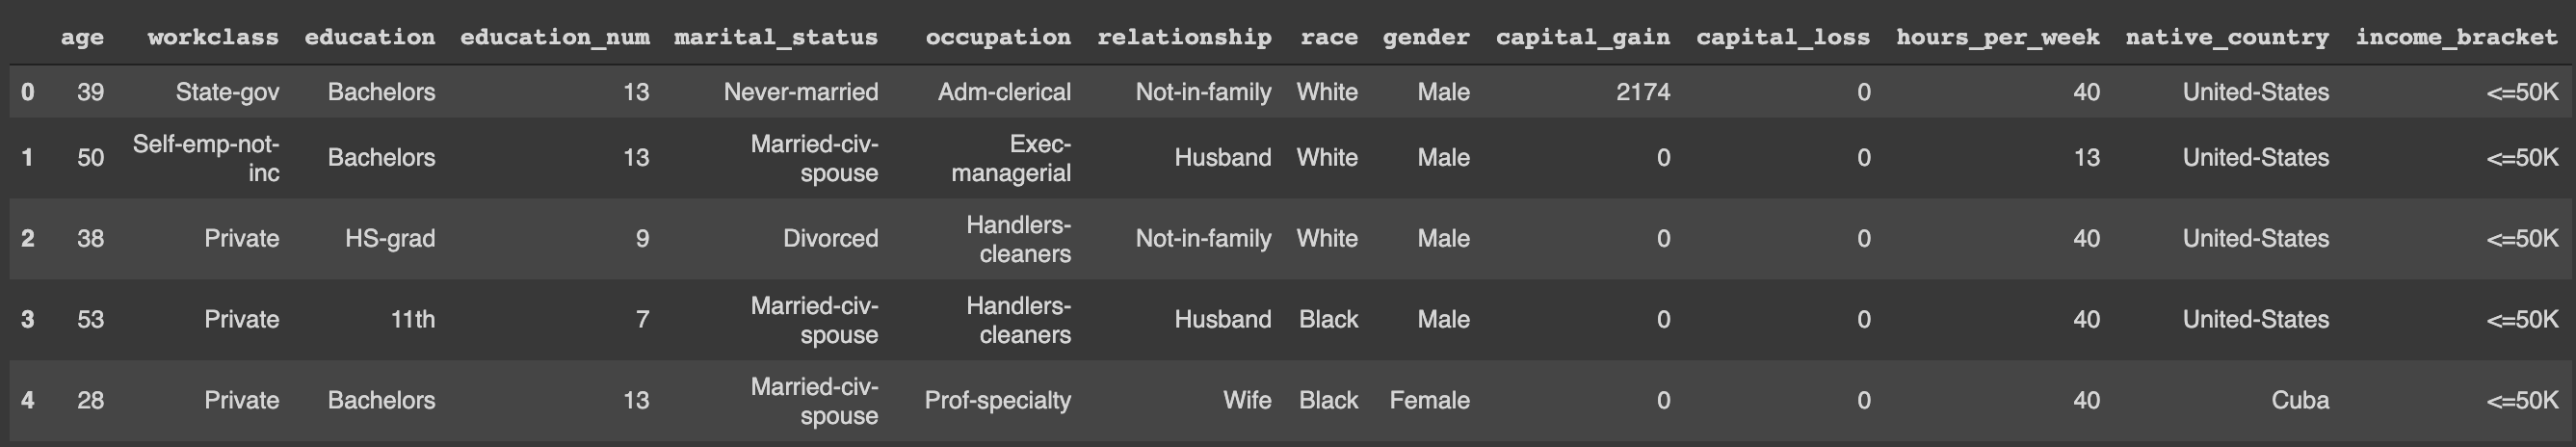 age workclass education education_num marital_status occupation relationship race gender capital_gain capital_loss hours_per_week native_country income_bracket
0 39 State-gov Bachelors 13 Never-married Adm-clerical Not-in-family White Male 2174 0 40 United-States <=50K
1 50 Self-emp-not-inc Bachelors 13 Married-civ-spouse Exec-managerial Husband White Male 0 0 13 United-States <=50K
2 38 Private HS-grad 9 Divorced Handlers-cleaners Not-in-family White Male 0 0 40 United-States <=50K
3 53 Private 11th 7 Married-civ-spouse Handlers-cleaners Husband Black Male 0 0 40 United-States <=50K
4 28 Private Bachelors 13 Married-civ-spouse Prof-specialty Wife Black Female 0 0 40 Cuba <=50K